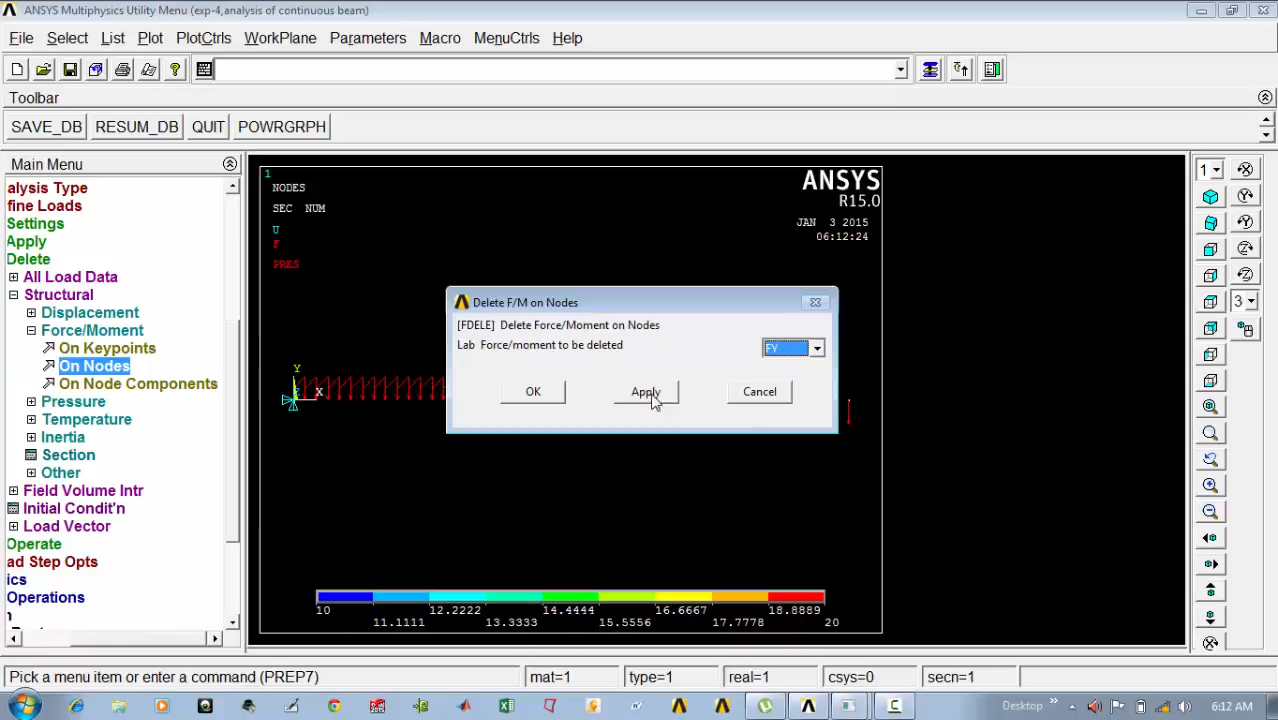 ANSYS Multiphysics Utility Menu (exp-4,analysis of continuous beam)
File Select List Plot PlotCtrls WorkPlane Parameters Macro MenuCtrls Help
Toolbar
SAVE_DB RESUM_DB QUIT POWRGRPH
Main Menu
alysis Type
fine Loads
Settings
Apply
Delete
All Load Data
Structural
Displacement
Force/Moment
On Keypoints
On Nodes
On Node Components
Pressure
Temperature
Inertia
Section
Other
Field Volume Intr
Initial Condit'n
Load Vector
Operate
ad Step Opts
ics
Operations
1
NODES
SEC NUM
U
F
PRES
ANSYS
R15.0
JAN 3 2015
06:12:24
Y
X
Delete F/M on Nodes
[FDELE] Delete Force/Moment on Nodes
Lab Force/moment to be deleted
FY
OK Apply Cancel
10 12.2222 14.4444 16.6667 18.8889
11.1111 13.3333 15.5556 17.7778 20
1
3
Pick a menu item or enter a command (PREP7) mat=1 type=1 real=1 csys=0 secn=1
Desktop 6:12 AM